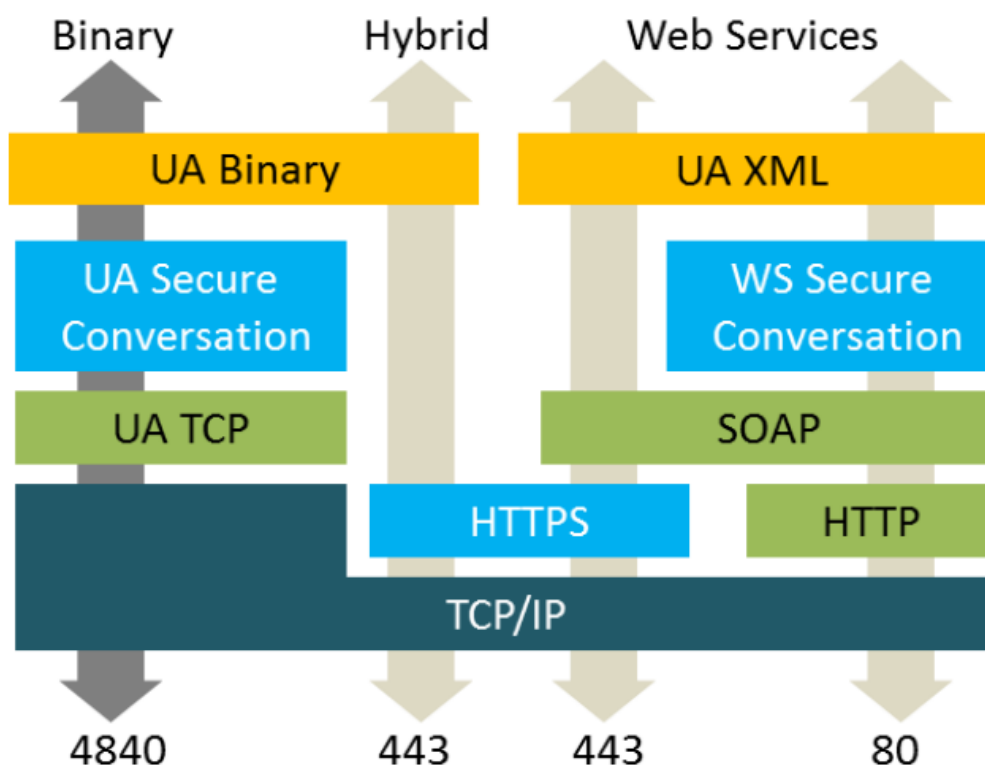 Binary Hybrid Web Services
UA Binary UA XML
UA Secure
Conversation
WS Secure
Conversation
UA TCP SOAP
HTTPS HTTP
TCP/IP
4840 443 443 80